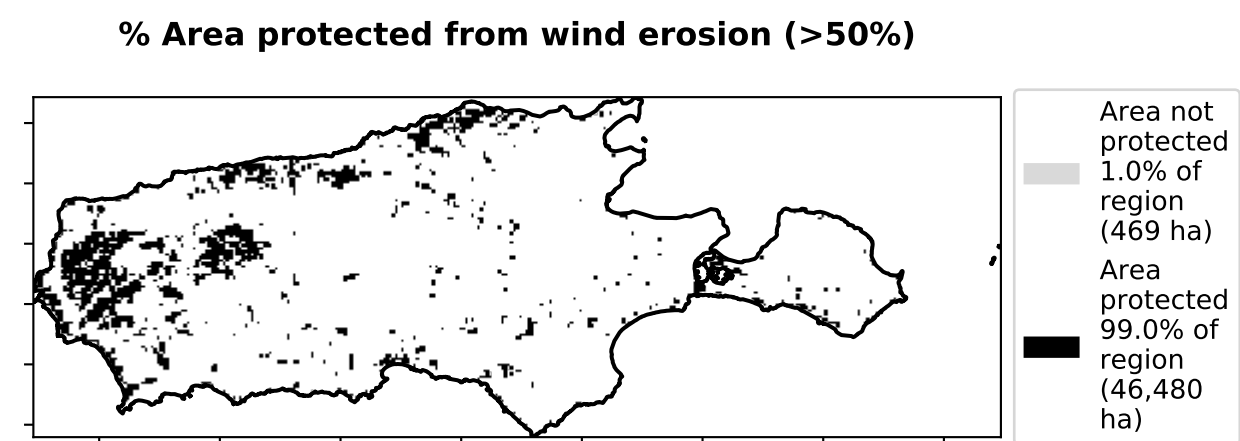 % Area protected from wind erosion (>50%)
Area not
protected
1.0% of
region
(469 ha)
Area
protected
99.0% of
region
(46,480
ha)